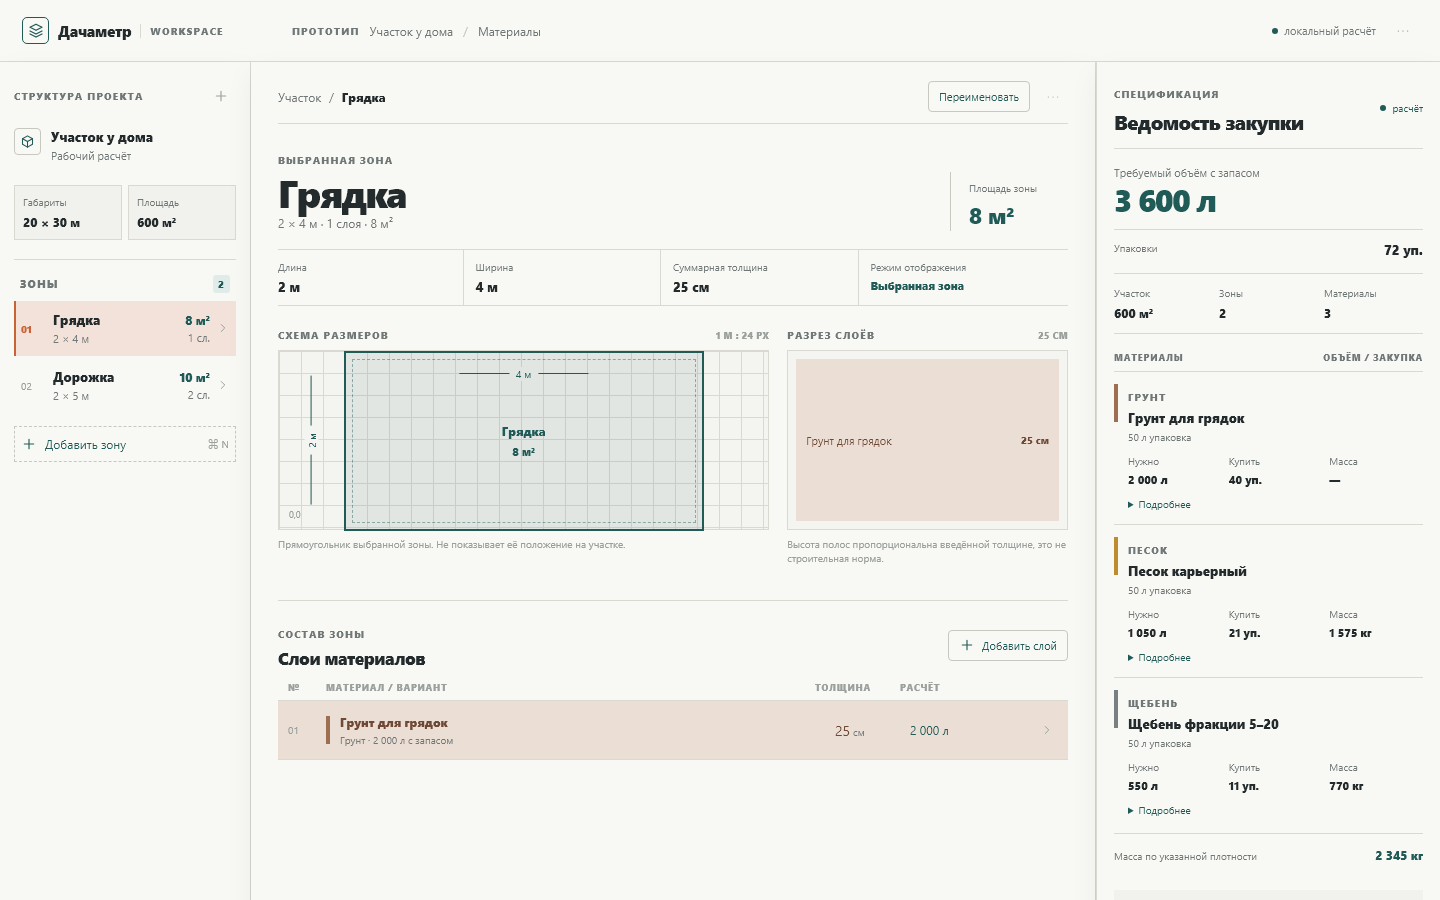 Дачаметр WORKSPACE
ПРОТОТИП Участок у дома / Материалы
локальный расчёт ...
СТРУКТУРА ПРОЕКТА
Участок у дома
Рабочий расчёт
Габариты
20 × 30 м
Площадь
600 м²
ЗОНЫ 2
01 Грядка 8 м²
2 × 4 м 1 сл.
02 Дорожка 10 м²
2 × 5 м 2 сл.
+ Добавить зону ⌘ N
Участок / Грядка
Переименовать ...
ВЫБРАННАЯ ЗОНА
Грядка
2 × 4 м · 1 слоя · 8 м²
Площадь зоны
8 м²
Длина
2 м
Ширина
4 м
Суммарная толщина
25 см
Режим отображения
Выбранная зона
СХЕМА РАЗМЕРОВ 1 М : 24 PX
4 м
2 м
Грядка
8 м²
0,0
Прямоугольник выбранной зоны. Не показывает её положение на участке.
РАЗРЕЗ СЛОЁВ 25 СМ
Грунт для грядок 25 см
Высота полос пропорциональна введённой толщине, это не
строительная норма.
СОСТАВ ЗОНЫ
Слои материалов
+ Добавить слой
№ МАТЕРИАЛ / ВАРИАНТ ТОЛЩИНА РАСЧЁТ
01 Грунт для грядок 25 см 2 000 л
Грунт · 2 000 л с запасом
СПЕЦИФИКАЦИЯ
Ведомость закупки
расчёт
Требуемый объём с запасом
3 600 л
Упаковки 72 уп.
Участок Зоны Материалы
600 м² 2 3
МАТЕРИАЛЫ ОБЪЁМ / ЗАКУПКА
ГРУНТ
Грунт для грядок
50 л упаковка
Нужно Купить Масса
2 000 л 40 уп. —
Подробнее
ПЕСОК
Песок карьерный
50 л упаковка
Нужно Купить Масса
1 050 л 21 уп. 1 575 кг
Подробнее
ЩЕБЕНЬ
Щебень фракции 5–20
50 л упаковка
Нужно Купить Масса
550 л 11 уп. 770 кг
Подробнее
Масса по указанной плотности 2 345 кг